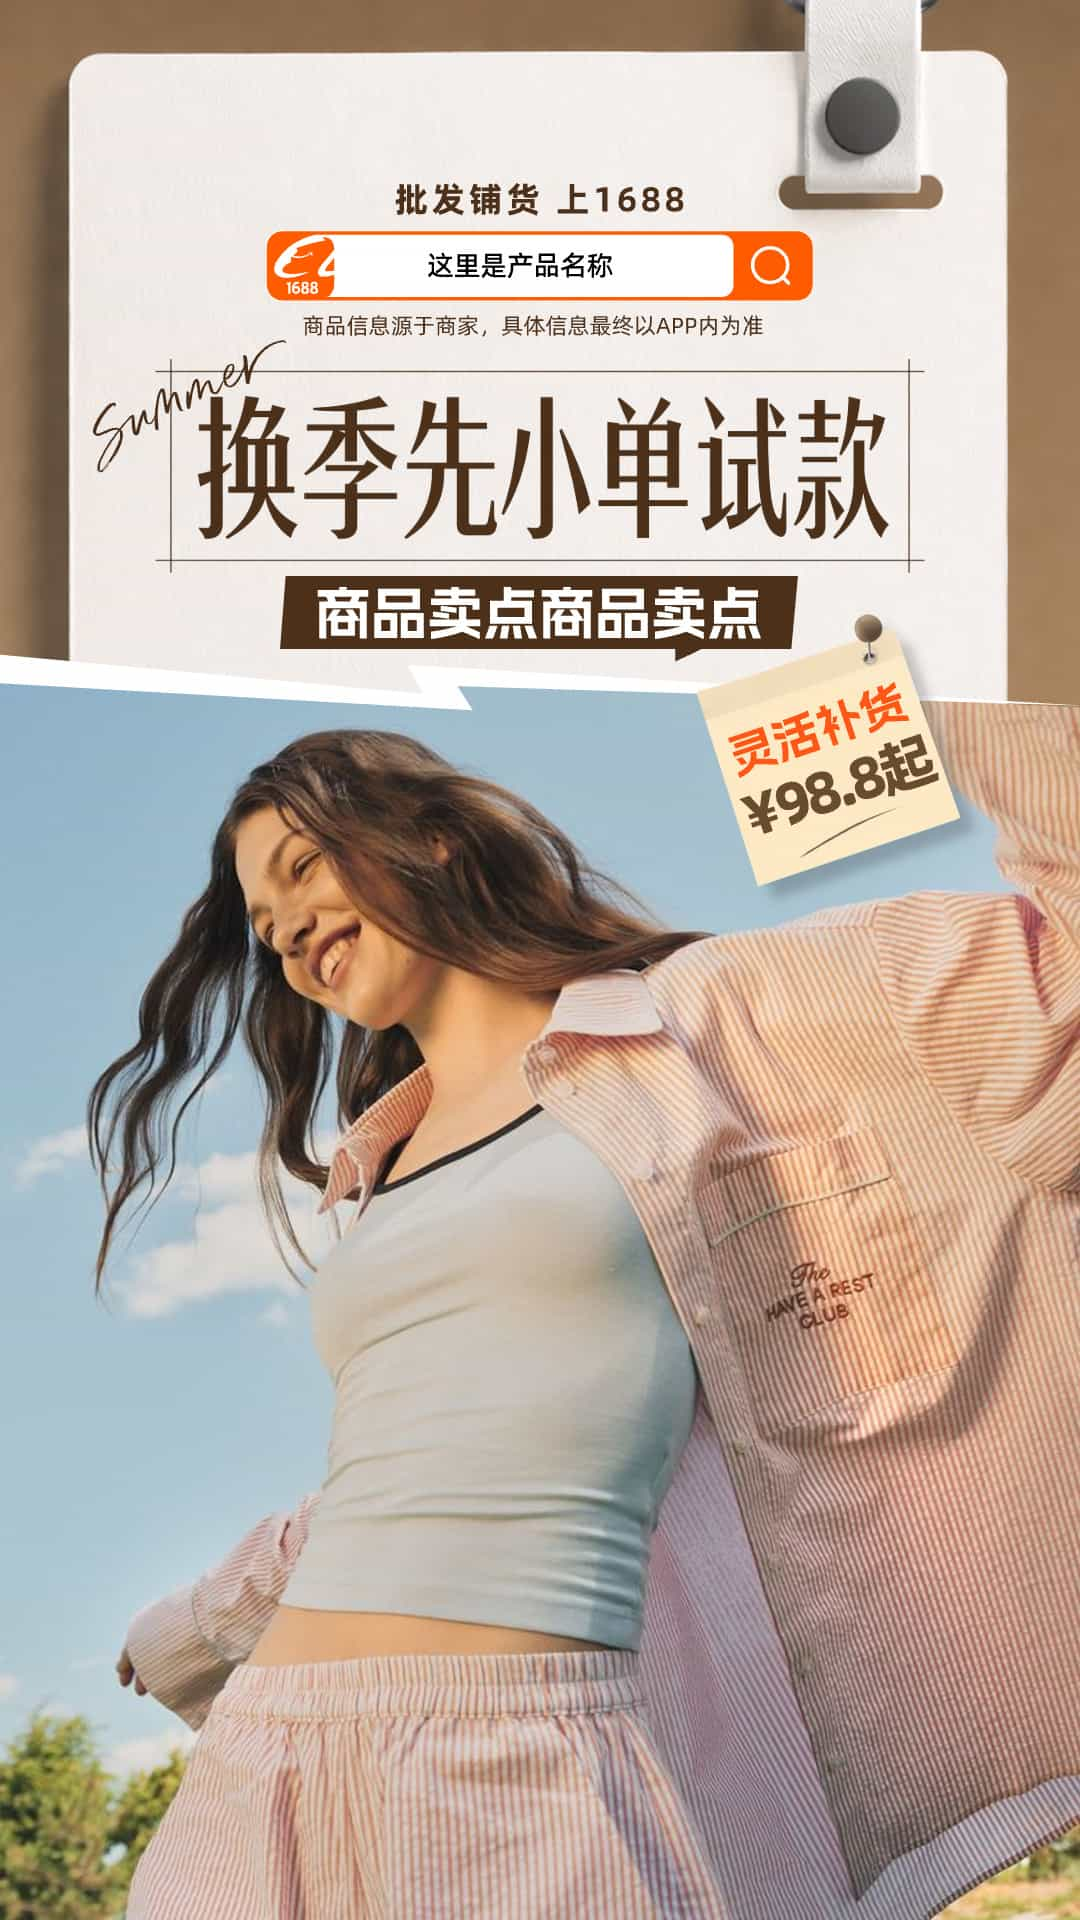 批发铺货 上1688
1688
这里是产品名称
商品信息源于商家，具体信息最终以APP内为准
Summer
换季先小单试款
商品卖点商品卖点
灵活补货
¥98.8起
The
HAVE A REST
CLUB